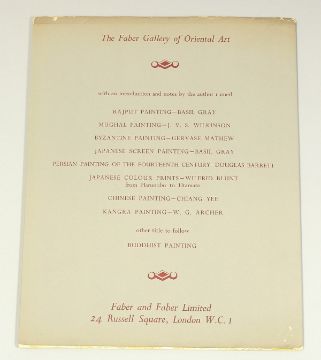 The Faber Gallery of Oriental Art
with an introduction and notes by the author named
RAJPUT PAINTING—BASIL GRAY
MUGHAL PAINTING—J. V. S. WILKINSON
BYZANTINE PAINTING—GERVASE MATHEW
JAPANESE SCREEN PAINTING—BASIL GRAY
PERSIAN PAINTING OF THE FOURTEENTH CENTURY DOUGLAS BARRETT
JAPANESE COLOUR PRINTS—WILFRID BLUNT
from Harunobu to Utamaro
CHINESE PAINTING—CHIANG YEE
KANGRA PAINTING—W. G. ARCHER
other title to follow
BUDDHIST PAINTING
Faber and Faber Limited
24 Russell Square, London W.C.1